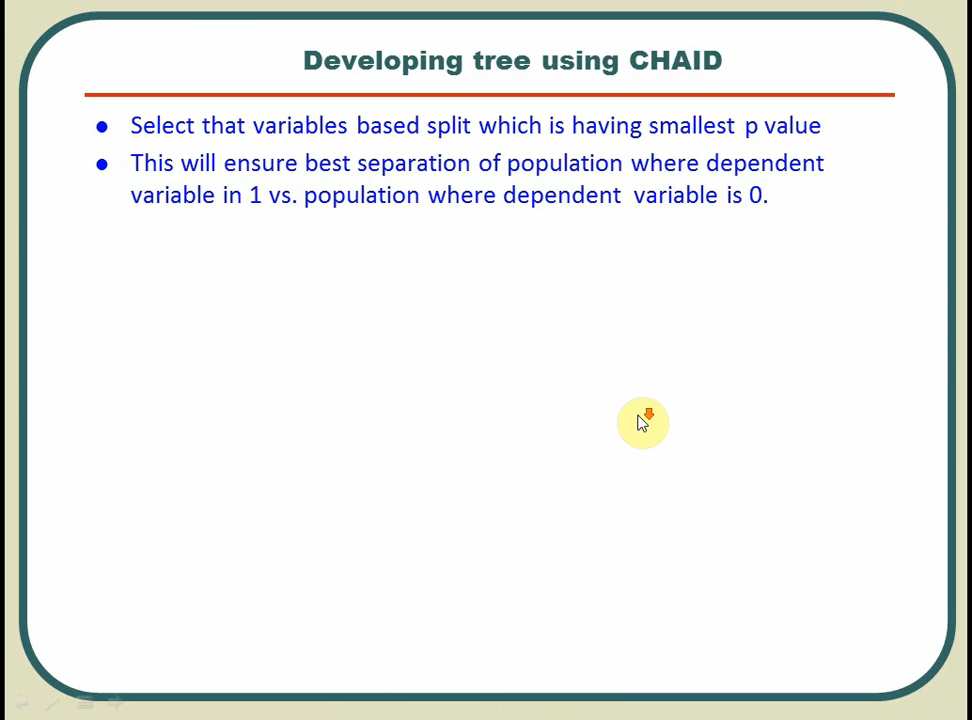 Developing tree using CHAID
● Select that variables based split which is having smallest p value
● This will ensure best separation of population where dependent
variable in 1 vs. population where dependent variable is 0.